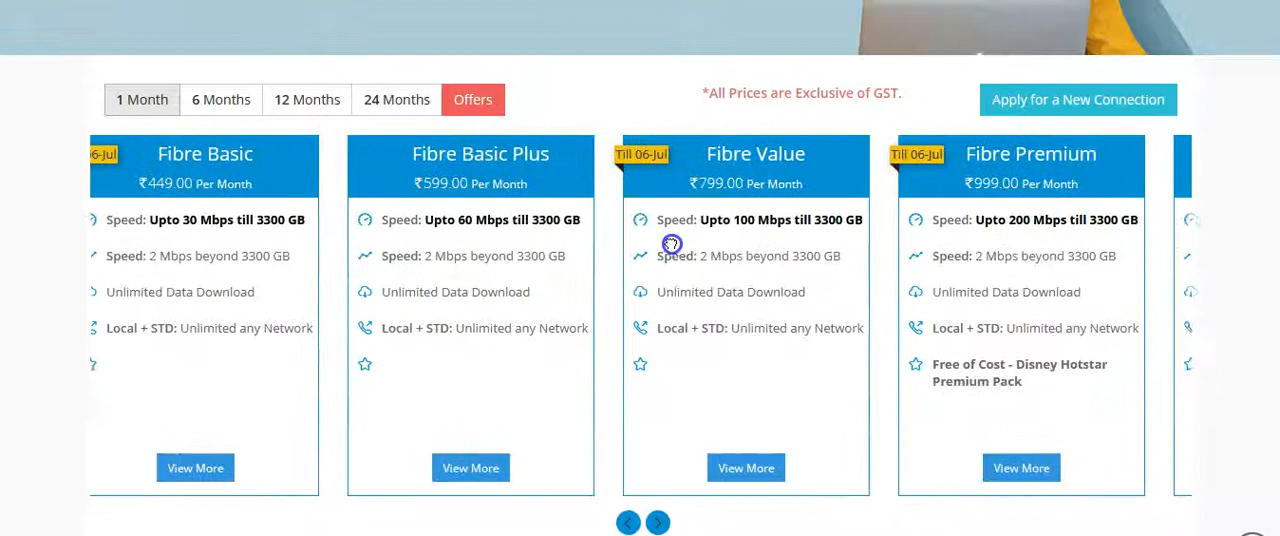 1 Month
6 Months
12 Months
24 Months
Offers
*All Prices are Exclusive of GST.
Apply for a New Connection
6-Jul
Fibre Basic
₹449.00 Per Month
Speed: Upto 30 Mbps till 3300 GB
Speed: 2 Mbps beyond 3300 GB
Unlimited Data Download
Local + STD: Unlimited any Network
View More
Fibre Basic Plus
₹599.00 Per Month
Speed: Upto 60 Mbps till 3300 GB
Speed: 2 Mbps beyond 3300 GB
Unlimited Data Download
Local + STD: Unlimited any Network
View More
Till 06-Jul
Fibre Value
₹799.00 Per Month
Speed: Upto 100 Mbps till 3300 GB
Speed: 2 Mbps beyond 3300 GB
Unlimited Data Download
Local + STD: Unlimited any Network
View More
Till 06-Jul
Fibre Premium
₹999.00 Per Month
Speed: Upto 200 Mbps till 3300 GB
Speed: 2 Mbps beyond 3300 GB
Unlimited Data Download
Local + STD: Unlimited any Network
Free of Cost - Disney Hotstar
Premium Pack
View More